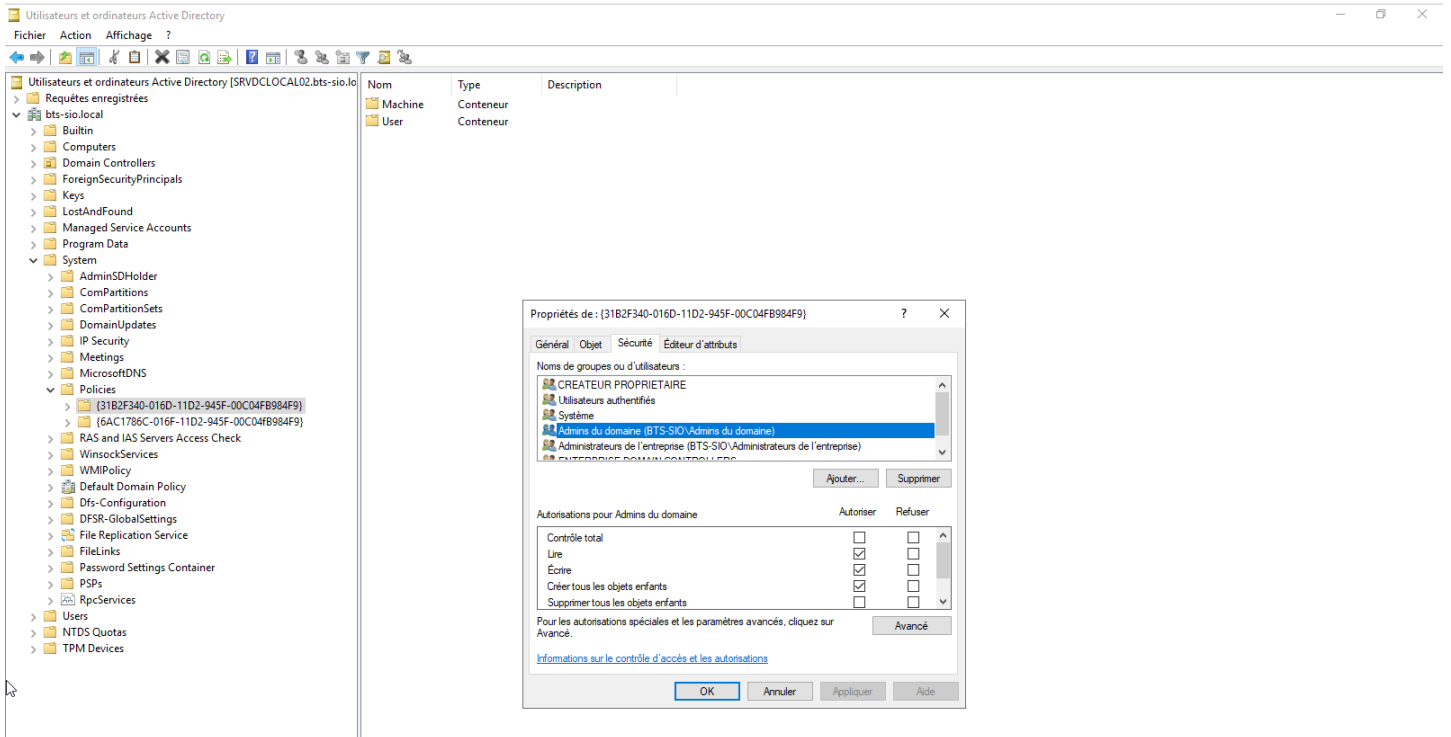 Utilisateurs et ordinateurs Active Directory
Fichier Action Affichage ?
Utilisateurs et ordinateurs Active Directory [SRVDCLOCAL02.bts-sio.lo
Requêtes enregistrées
bts-sio.local
Builtin
Computers
Domain Controllers
ForeignSecurityPrincipals
Keys
LostAndFound
Managed Service Accounts
Program Data
System
AdminSDHolder
ComPartitions
ComPartitionSets
DomainUpdates
IP Security
Meetings
MicrosoftDNS
Policies
{31B2F340-016D-11D2-945F-00C04FB984F9}
{6AC1786C-016F-11D2-945F-00C04fB984F9}
RAS and IAS Servers Access Check
WinsockServices
WMIPolicy
Default Domain Policy
Dfs-Configuration
DFSR-GlobalSettings
File Replication Service
FileLinks
Password Settings Container
PSPs
RpcServices
Users
NTDS Quotas
TPM Devices
Nom Type Description
Machine Conteneur
User Conteneur
Propriétés de : {31B2F340-016D-11D2-945F-00C04FB984F9} ?
Général Objet Sécurité Éditeur d'attributs
Noms de groupes ou d'utilisateurs :
CREATEUR PROPRIETAIRE
Utilisateurs authentifiés
Système
Admins du domaine (BTS-SIO\Admins du domaine)
Administrateurs de l'entreprise (BTS-SIO\Administrateurs de l'entreprise)
ENTERPRISE DOMAIN CONTROLLERS
Ajouter... Supprimer
Autorisations pour Admins du domaine Autoriser Refuser
Contrôle total
Lire
Écrire
Créer tous les objets enfants
Supprimer tous les objets enfants
Pour les autorisations spéciales et les paramètres avancés, cliquez sur
Avancé.
Avancé
Informations sur le contrôle d'accès et les autorisations
OK Annuler Appliquer Aide